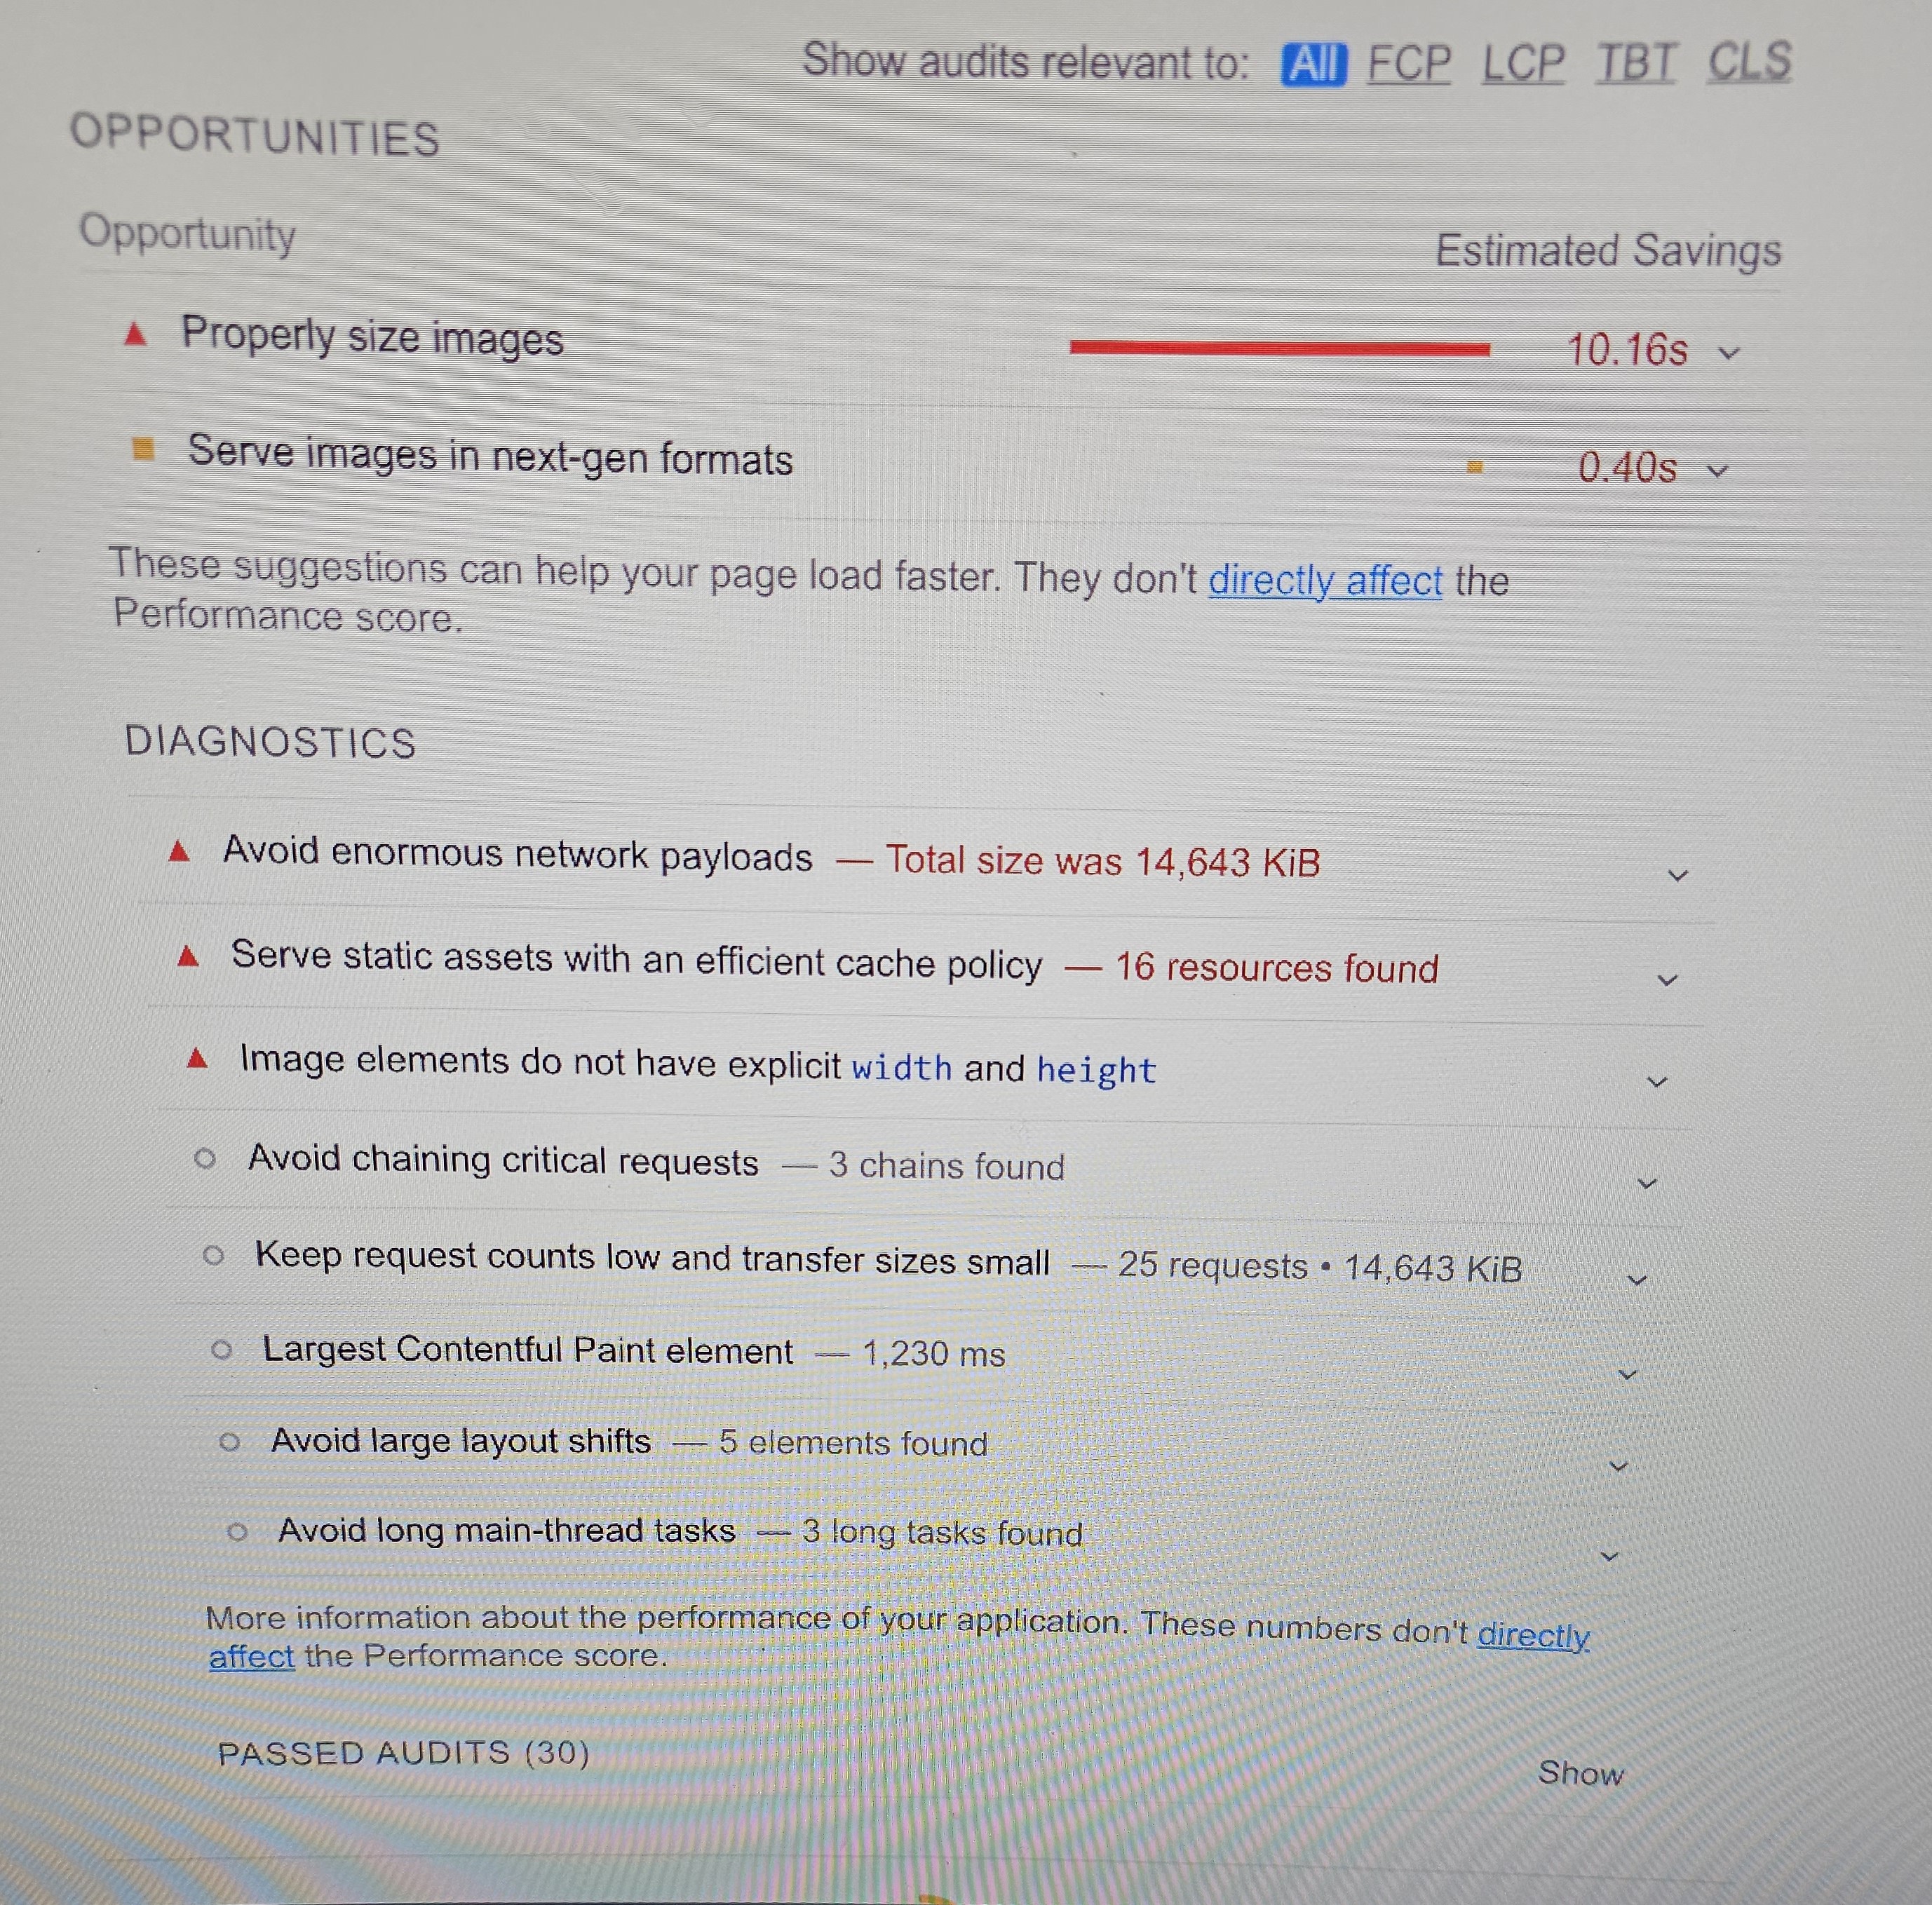 Show audits relevant to: All FCP LCP TBT CLS
OPPORTUNITIES
Opportunity Estimated Savings
Properly size images 10.16s
Serve images in next-gen formats 0.40s
These suggestions can help your page load faster. They don't directly affect the
Performance score.
DIAGNOSTICS
Avoid enormous network payloads — Total size was 14,643 KiB
Serve static assets with an efficient cache policy — 16 resources found
Image elements do not have explicit width and height
Avoid chaining critical requests — 3 chains found
Keep request counts low and transfer sizes small — 25 requests • 14,643 KiB
Largest Contentful Paint element — 1,230 ms
Avoid large layout shifts — 5 elements found
Avoid long main-thread tasks — 3 long tasks found
More information about the performance of your application. These numbers don't directly
affect the Performance score.
PASSED AUDITS (30) Show